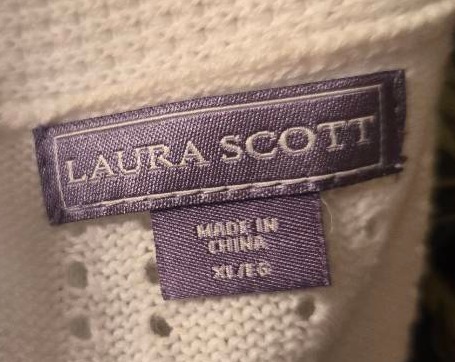 LAURA SCOTT
MADE IN
CHINA
XL/EG